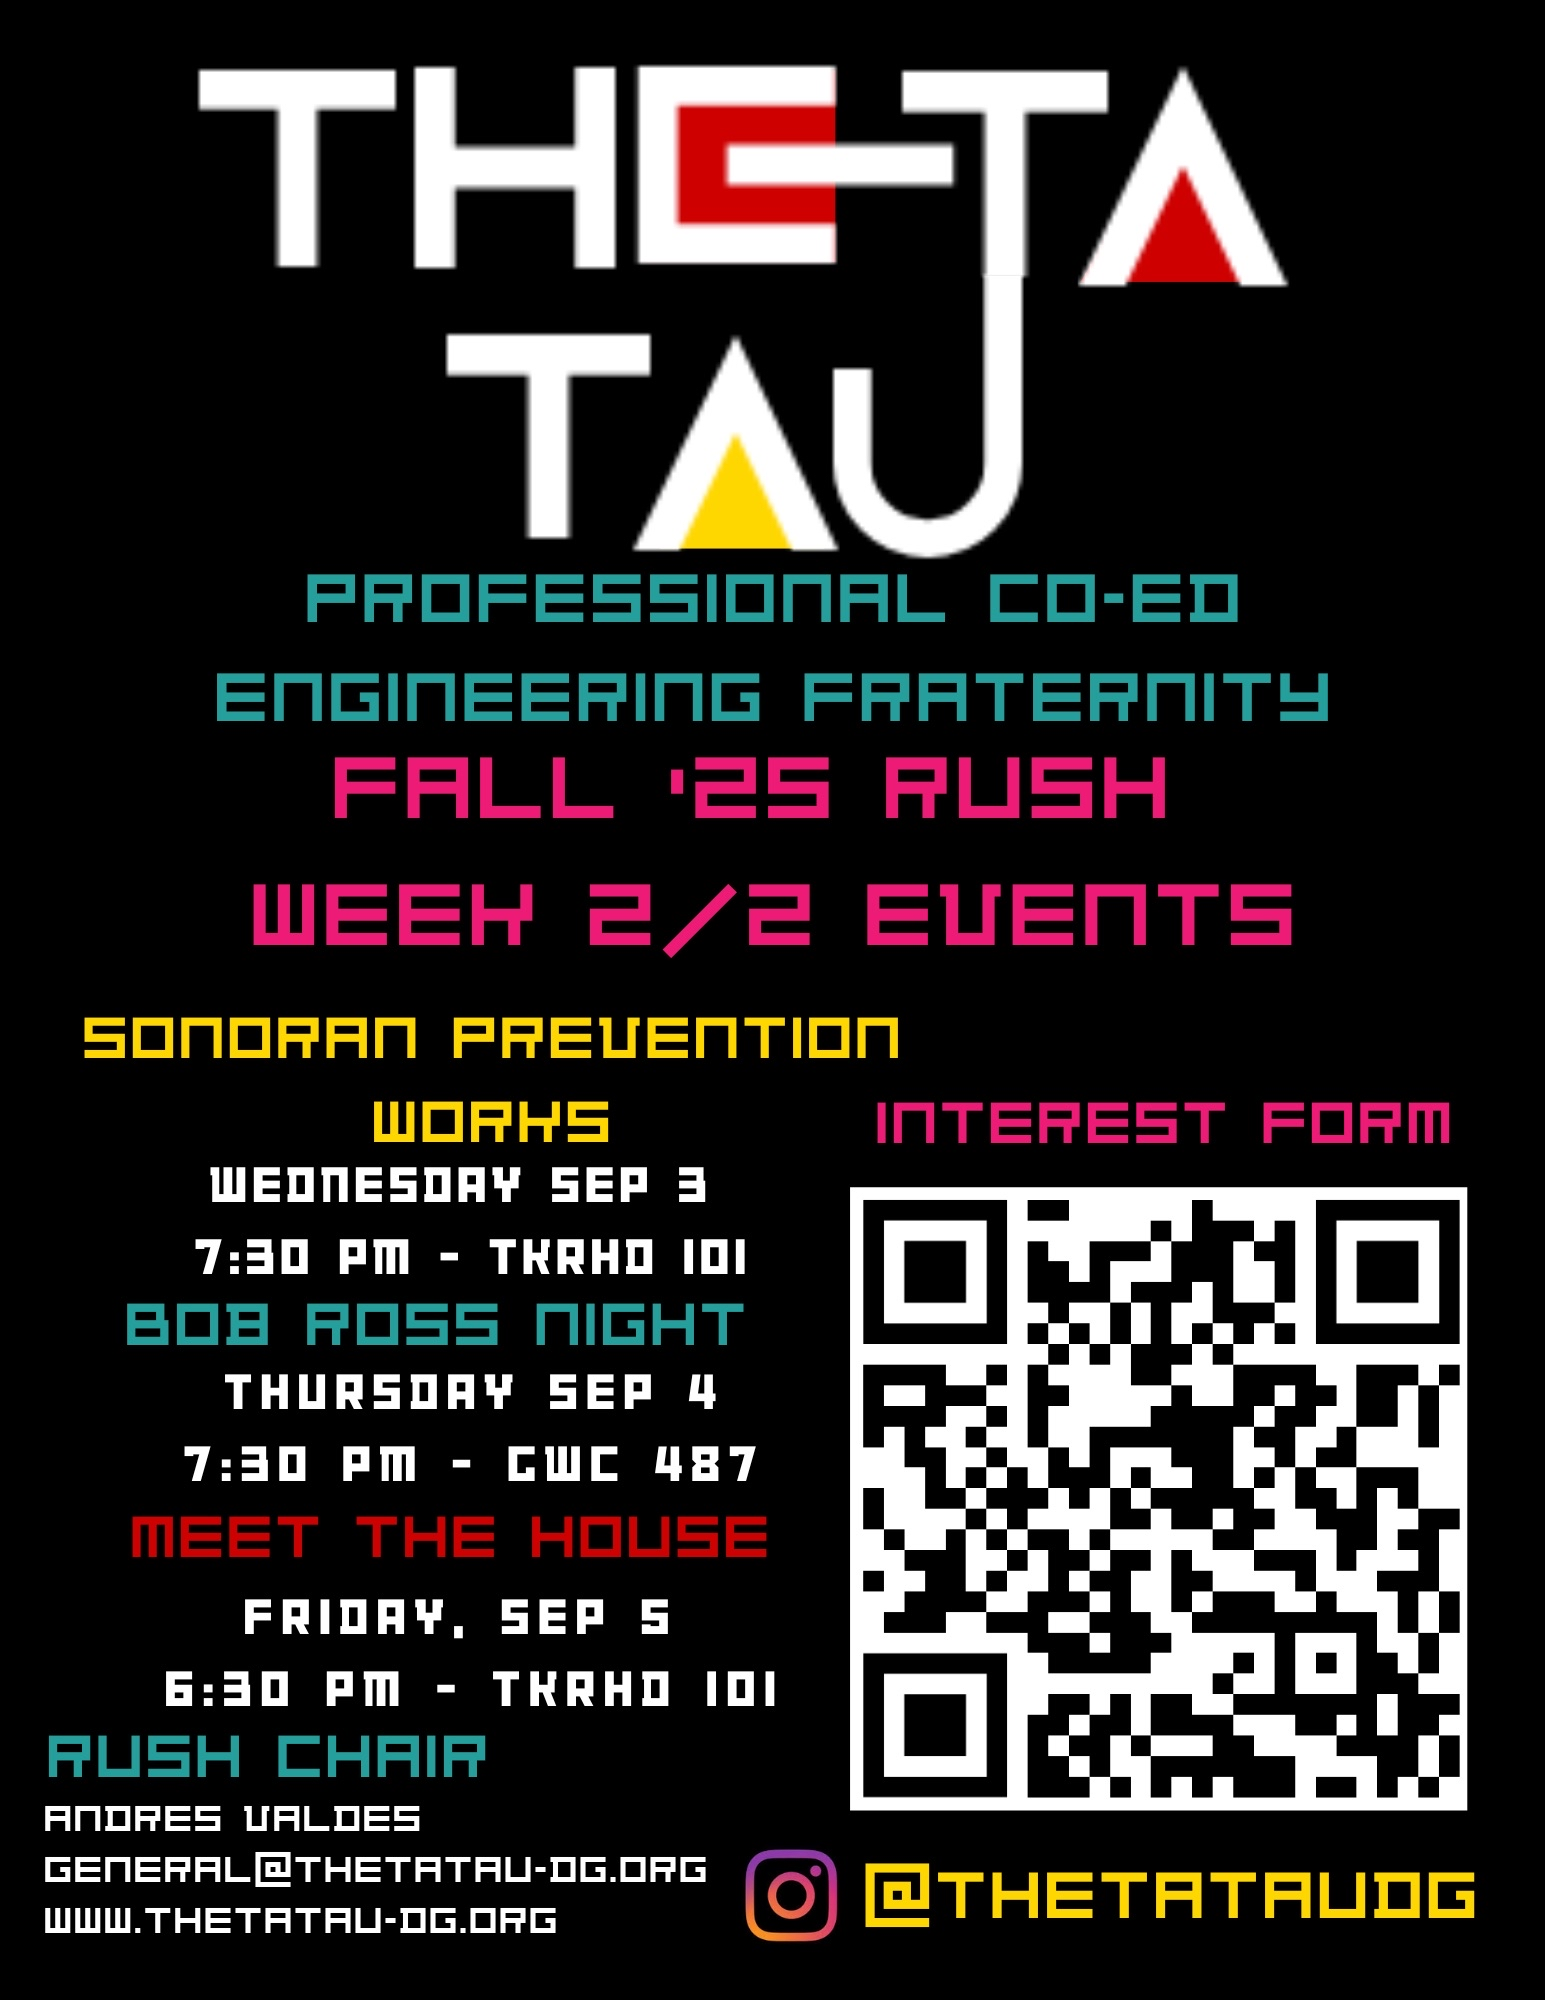 THETA
TAU
PROFESSIONAL CO-ED
ENGINEERING FRATERNITY
FALL '25 RUSH
WEEK 2/2 EVENTS
SONORAN PREVENTION
WORKS
WEDNESDAY SEP 3
7:30 PM - TKRHD 101
BOB ROSS NIGHT
THURSDAY SEP 4
7:30 PM - GWC 487
MEET THE HOUSE
FRIDAY, SEP 5
6:30 PM - TKRHD 101
RUSH CHAIR
ANDRES VALDES
GENERAL@THETATAU-DG.ORG
WWW.THETATAU-DG.ORG
INTEREST FORM
@THETATAUDG